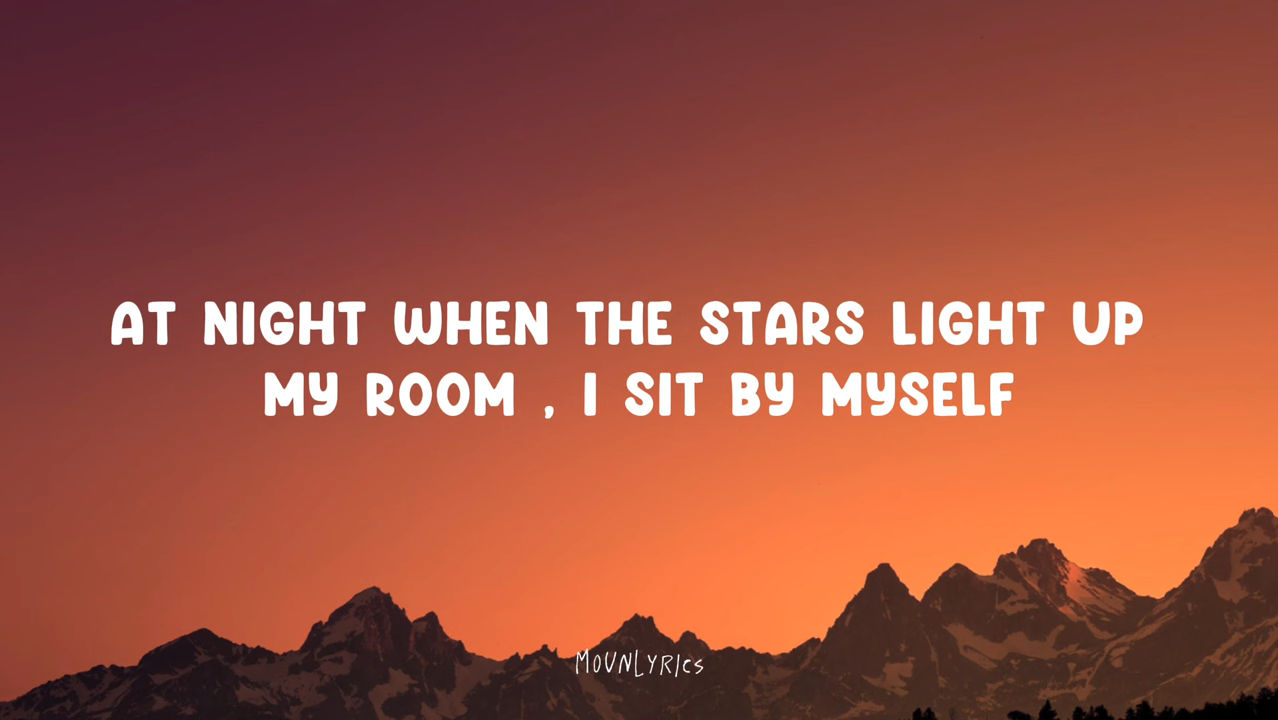 AT NIGHT WHEN THE STARS LIGHT UP
MY ROOM , I SIT BY MYSELF
MOUNLYRICS